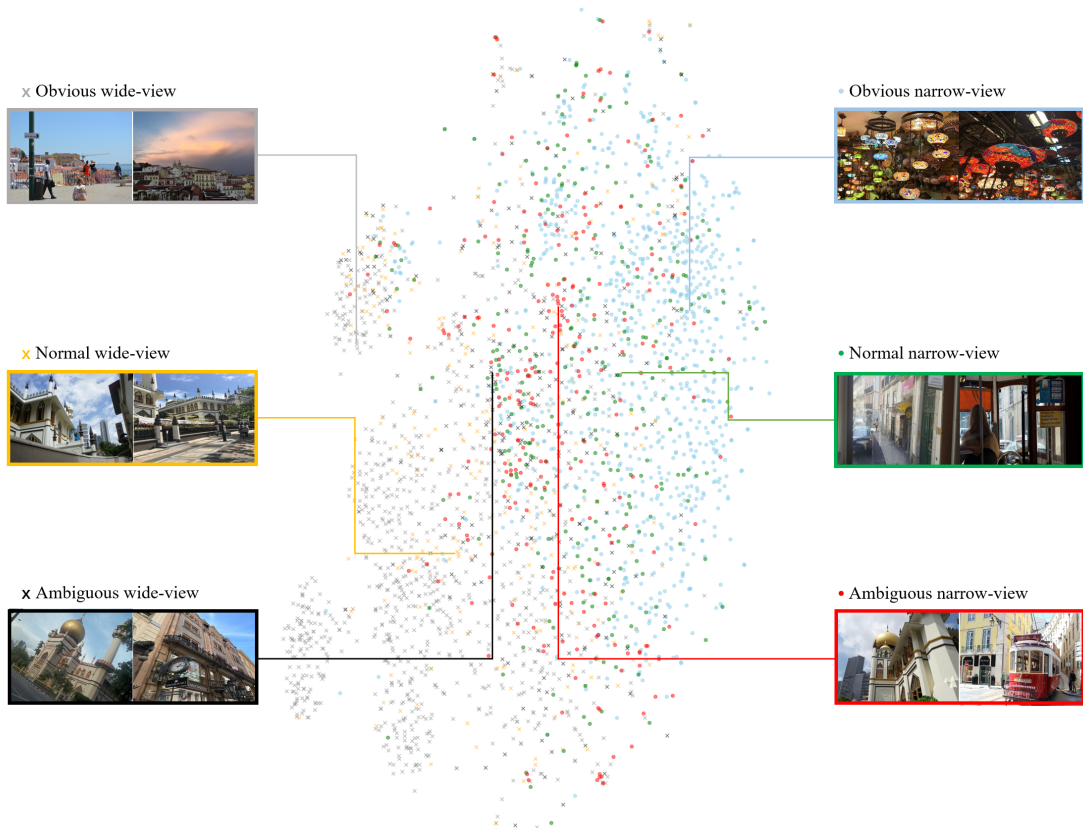 x Obvious wide-view
Obvious narrow-view
x Normal wide-view
Normal narrow-view
x Ambiguous wide-view
Ambiguous narrow-view